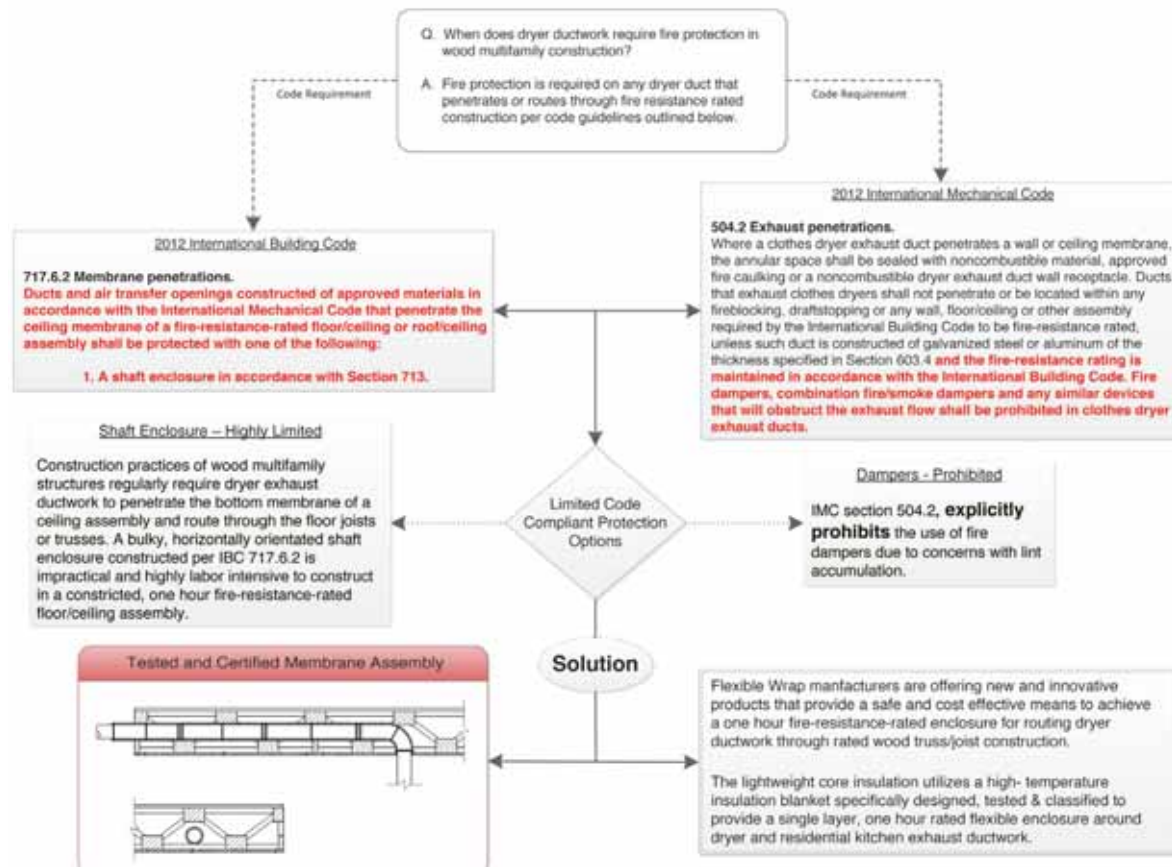 Q. When does dryer ductwork require fire protection in
wood multifamily construction?
A. Fire protection is required on any dryer duct that
penetrates or routes through fire resistance rated
construction per code guidelines outlined below.
Code Requirement
Code Requirement
2012 International Building Code
717.6.2 Membrane penetrations.
Ducts and air transfer openings constructed of approved materials in
accordance with the International Mechanical Code that penetrate the
ceiling membrane of a fire-resistance-rated floor/ceiling or roof/ceiling
assembly shall be protected with one of the following:
1. A shaft enclosure in accordance with Section 713.
2012 International Mechanical Code
504.2 Exhaust penetrations.
Where a clothes dryer exhaust duct penetrates a wall or ceiling membrane,
the annular space shall be sealed with noncombustible material, approved
fire caulking or a noncombustible dryer exhaust duct wall receptacle. Ducts
that exhaust clothes dryers shall not penetrate or be located within any
fireblocking, draftstopping or any wall, floor/ceiling or other assembly
required by the International Building Code to be fire-resistance rated,
unless such duct is constructed of galvanized steel or aluminum of the
thickness specified in Section 603.4 and the fire-resistance rating is
maintained in accordance with the International Building Code. Fire
dampers, combination fire/smoke dampers and any similar devices
that will obstruct the exhaust flow shall be prohibited in clothes dryer
exhaust ducts.
Shaft Enclosure – Highly Limited
Construction practices of wood multifamily
structures regularly require dryer exhaust
ductwork to penetrate the bottom membrane of a
ceiling assembly and route through the floor joists
or trusses. A bulky, horizontally orientated shaft
enclosure constructed per IBC 717.6.2 is
impractical and highly labor intensive to construct
in a constricted, one hour fire-resistance-rated
floor/ceiling assembly.
Limited Code
Compliant Protection
Options
Dampers - Prohibited
IMC section 504.2, explicitly
prohibits the use of fire
dampers due to concerns with lint
accumulation.
Solution
Tested and Certified Membrane Assembly
Flexible Wrap manfacturers are offering new and innovative
products that provide a safe and cost effective means to achieve
a one hour fire-resistance-rated enclosure for routing dryer
ductwork through rated wood truss/joist construction.
The lightweight core insulation utilizes a high- temperature
insulation blanket specifically designed, tested & classified to
provide a single layer, one hour rated flexible enclosure around
dryer and residential kitchen exhaust ductwork.